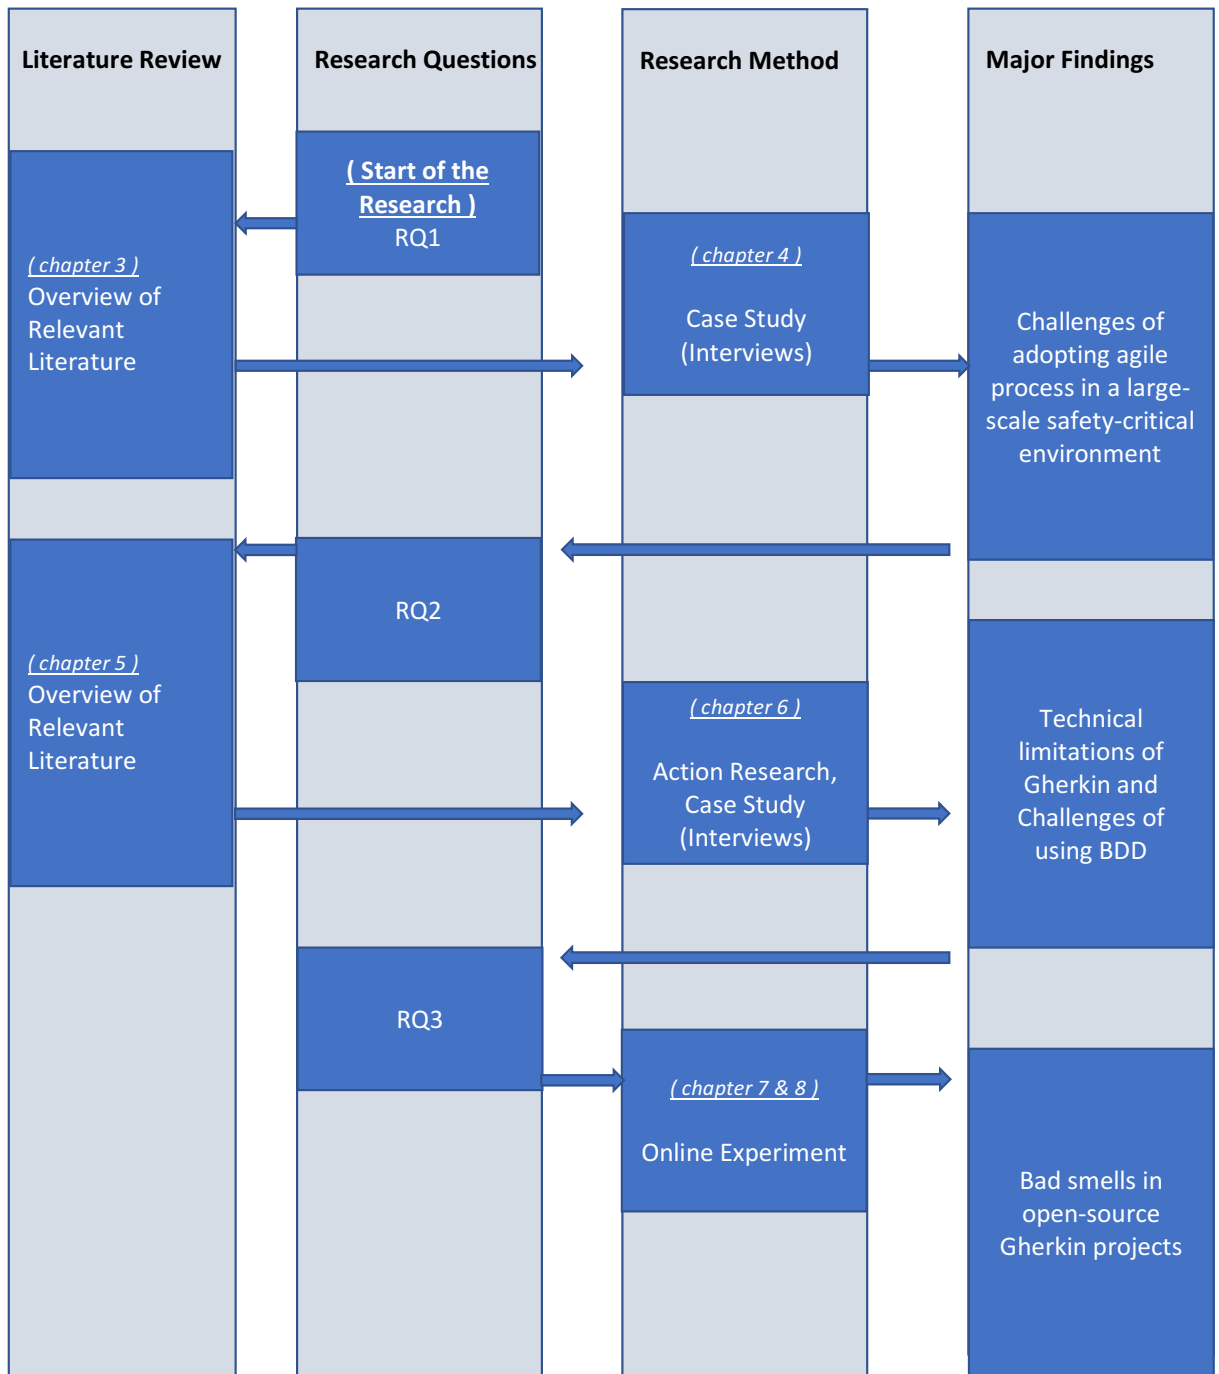 Literature Review
Research Questions
Research Method
Major Findings
( Start of the
Research )
RQ1
( chapter 3 )
Overview of
Relevant
Literature
( chapter 4 )
Case Study
(Interviews)
Challenges of
adopting agile
process in a large-
scale safety-critical
environment
RQ2
( chapter 5 )
Overview of
Relevant
Literature
( chapter 6 )
Action Research,
Case Study
(Interviews)
Technical
limitations of
Gherkin and
Challenges of
using BDD
RQ3
( chapter 7 & 8 )
Online Experiment
Bad smells in
open-source
Gherkin projects